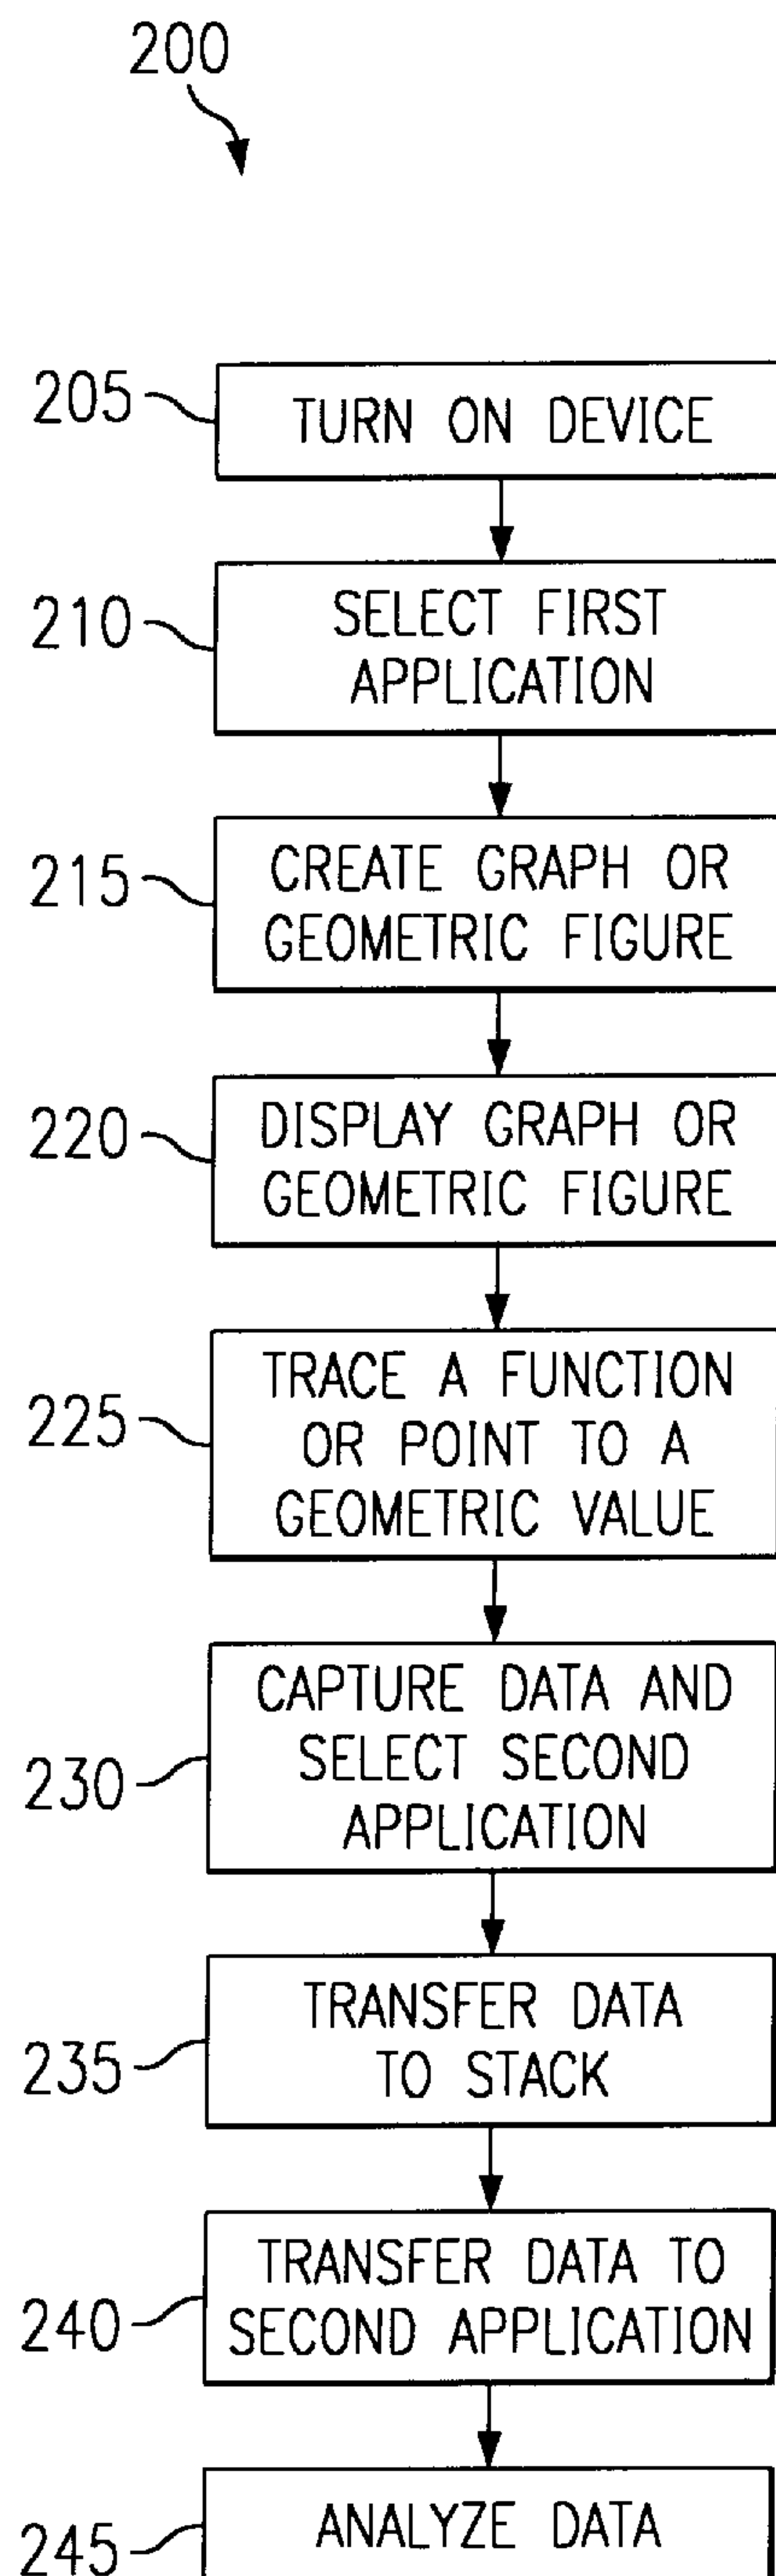 200
205
TURN ON DEVICE
210
SELECT FIRST
APPLICATION
215
CREATE GRAPH OR
GEOMETRIC FIGURE
220
DISPLAY GRAPH OR
GEOMETRIC FIGURE
225
TRACE A FUNCTION
OR POINT TO A
GEOMETRIC VALUE
230
CAPTURE DATA AND
SELECT SECOND
APPLICATION
235
TRANSFER DATA
TO STACK
240
TRANSFER DATA TO
SECOND APPLICATION
245
ANALYZE DATA